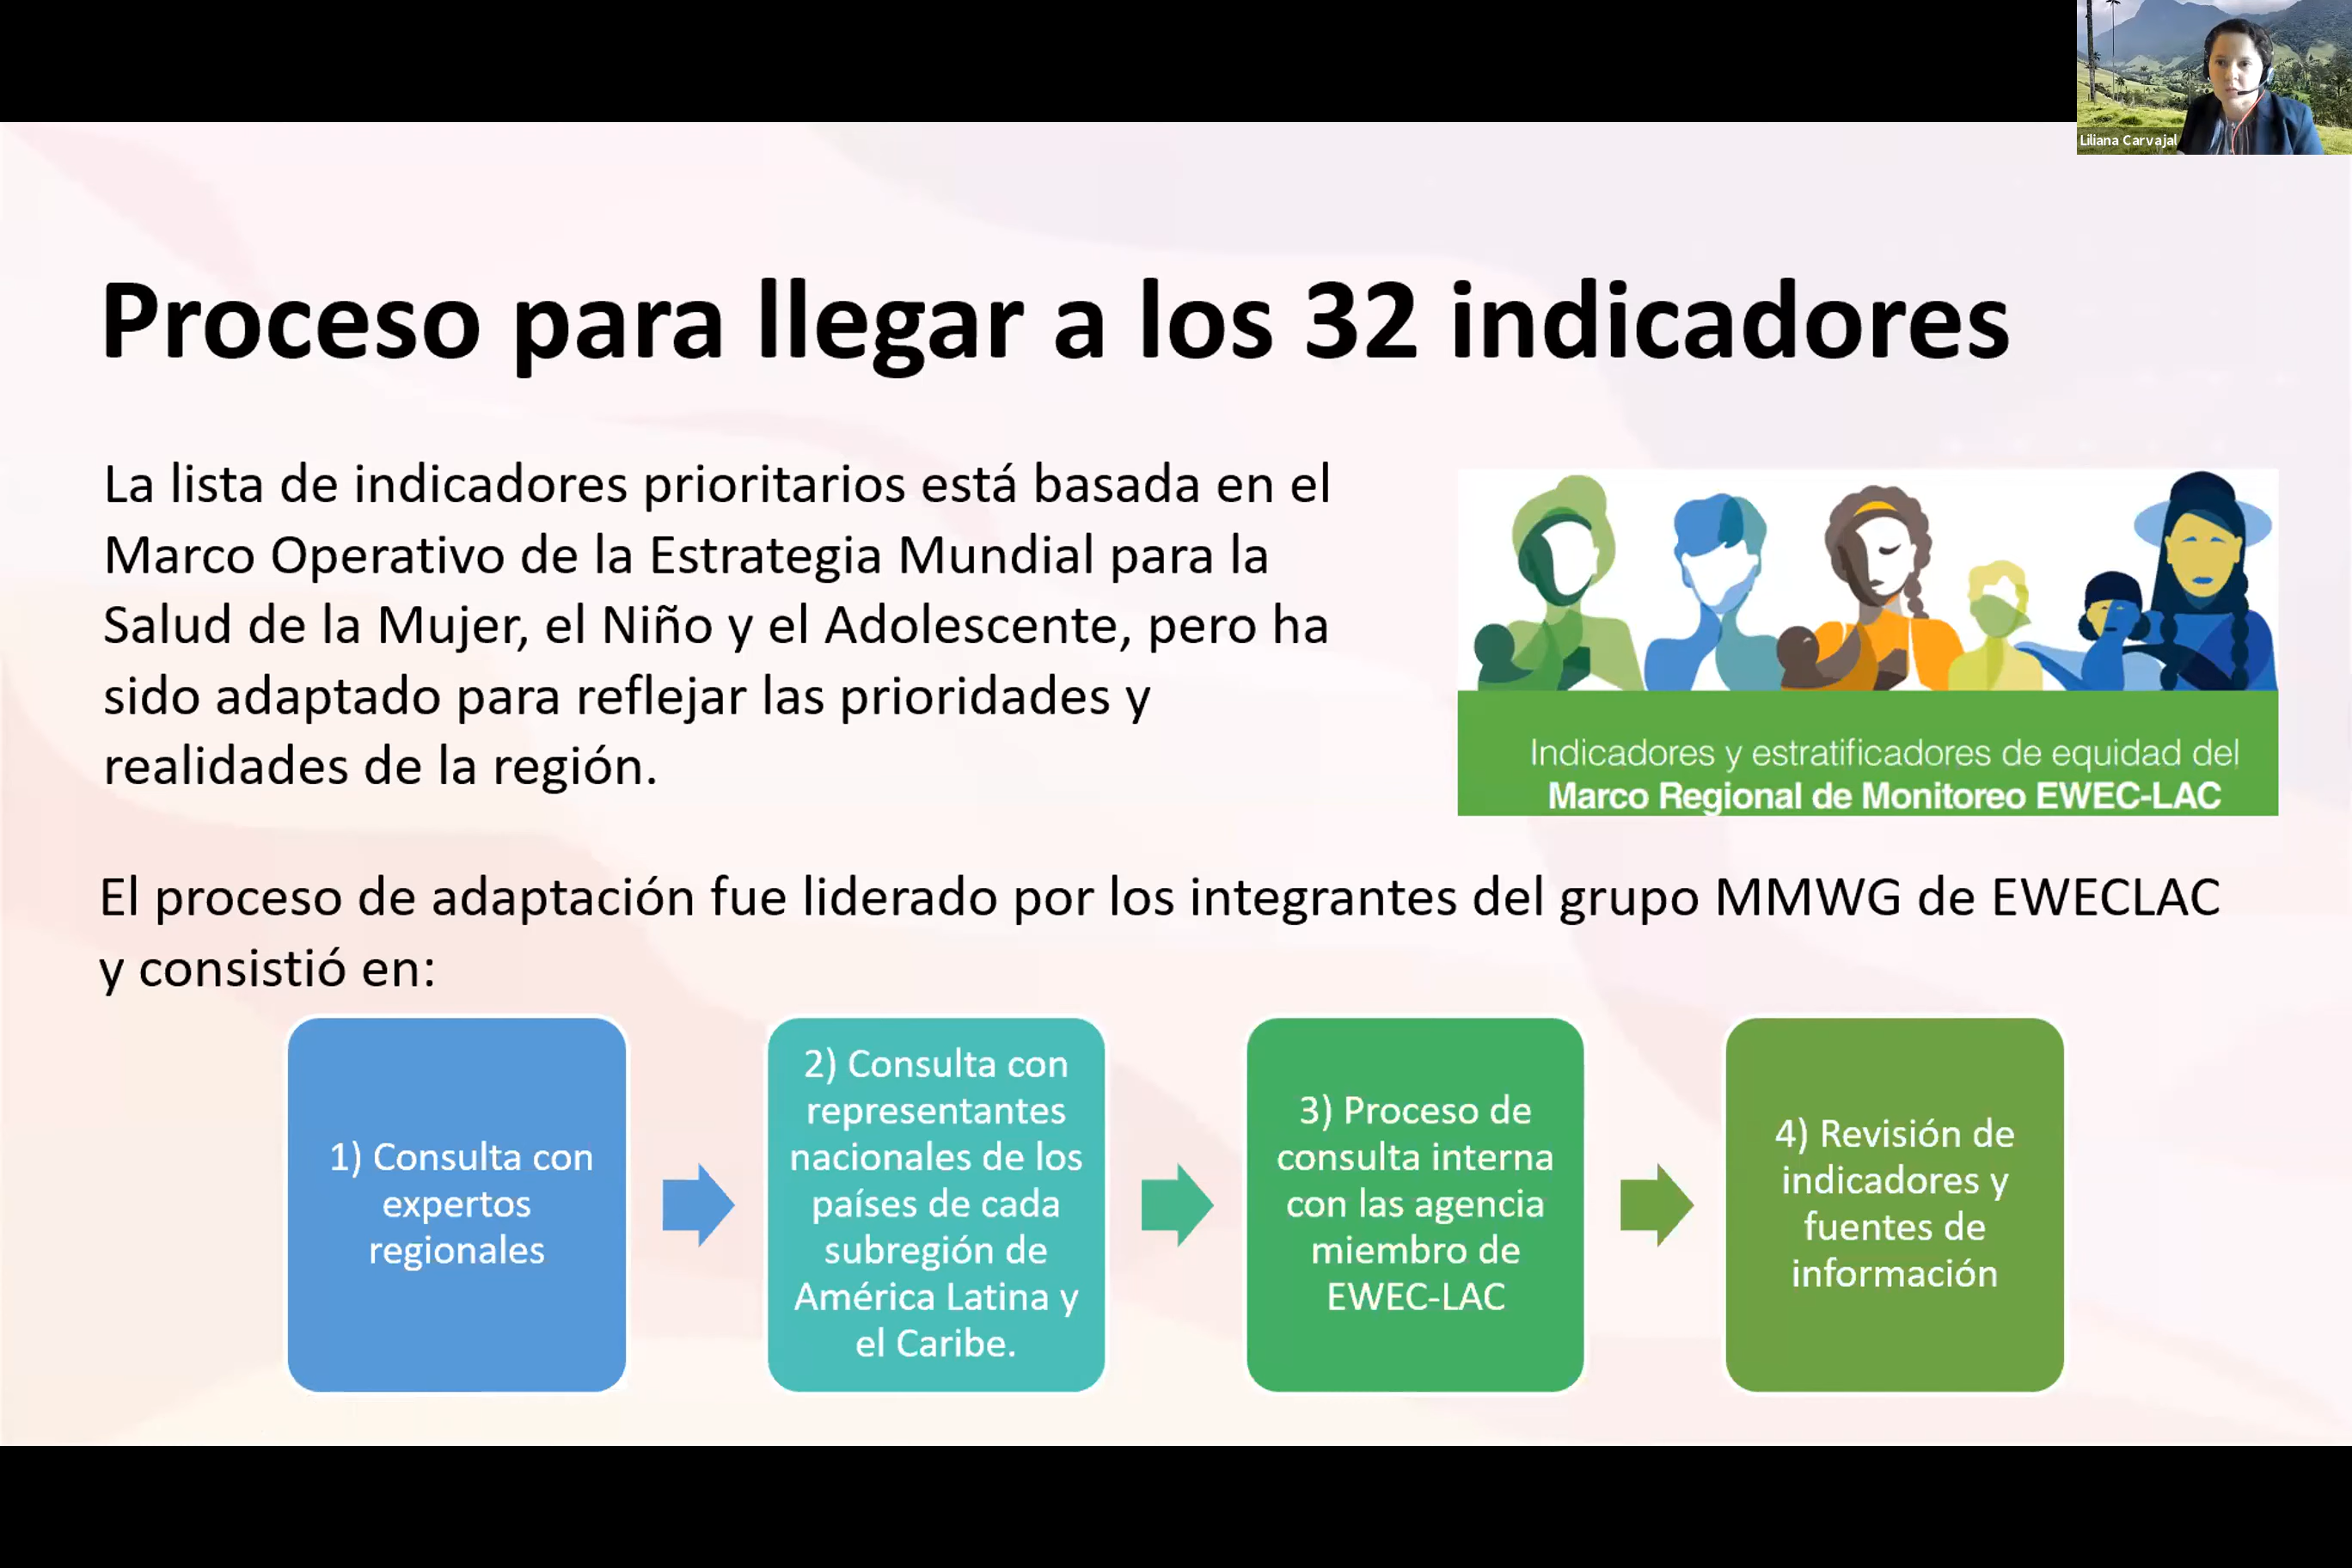 Liliana Carvajal
Proceso para llegar a los 32 indicadores
La lista de indicadores prioritarios está basada en el
Marco Operativo de la Estrategia Mundial para la
Salud de la Mujer, el Niño y el Adolescente, pero ha
sido adaptado para reflejar las prioridades y
realidades de la región.
Indicadores y estratificadores de equidad del
Marco Regional de Monitoreo EWEC-LAC
El proceso de adaptación fue liderado por los integrantes del grupo MMWG de EWECLAC
y consistió en:
1) Consulta con
expertos
regionales
2) Consulta con
representantes
nacionales de los
países de cada
subregión de
América Latina y
el Caribe.
3) Proceso de
consulta interna
con las agencia
miembro de
EWEC-LAC
4) Revisión de
indicadores y
fuentes de
información